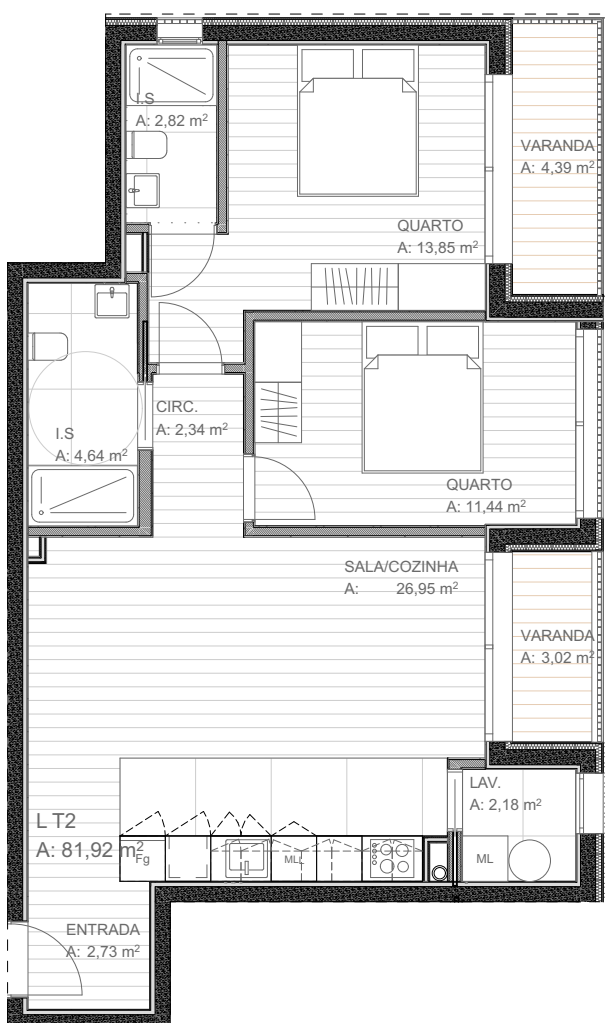 I.S
A: 2,82 m²
VARANDA
A: 4,39 m²
QUARTO
A: 13,85 m²
CIRC.
A: 2,34 m²
I.S
A: 4,64 m²
QUARTO
A: 11,44 m²
SALA/COZINHA
A: 26,95 m²
VARANDA
A: 3,02 m²
LAV.
A: 2,18 m²
L T2
A: 81,92 m²
Fg
MLL
ML
ENTRADA
A: 2,73 m²